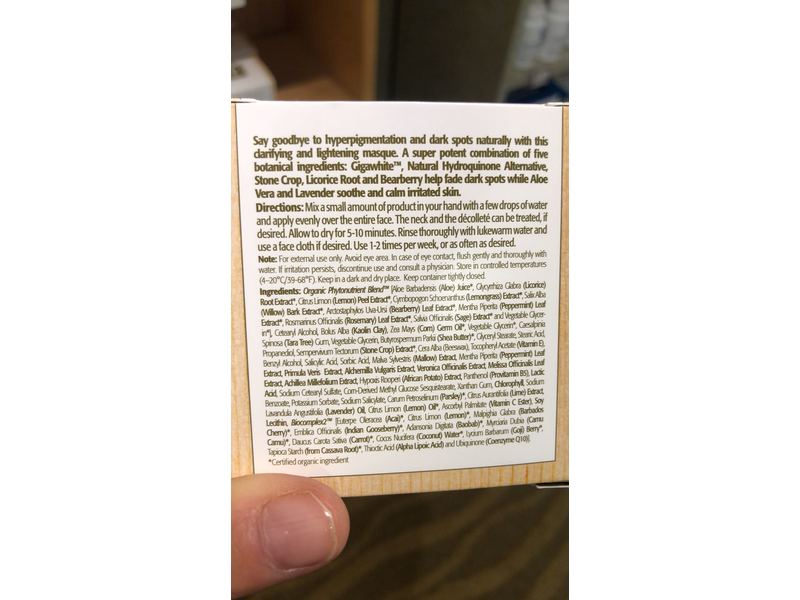 Say goodbye to hyperpigmentation and dark spots naturally with this
clarifying and lightening masque. A super potent combination of five
botanical ingredients: Gigawhite™, Natural Hydroquinone Alternative,
Stone Crop, Licorice Root and Bearberry help fade dark spots while Aloe
Vera and Lavender soothe and calm irritated skin.
Directions: Mix a small amount of product in your hand with a few drops of water
and apply evenly over the entire face. The neck and the décolleté can be treated, if
desired. Allow to dry for 5-10 minutes. Rinse thoroughly with lukewarm water and
use a face cloth if desired. Use 1-2 times per week, or as often as desired.
Note: For external use only. Avoid eye area. In case of eye contact, flush gently and thoroughly with
water. If irritation persists, discontinue use and consult a physician. Store in controlled temperatures
(4–20°C/39-68°F). Keep in a dark and dry place. Keep container tightly closed.
Ingredients: Organic Phytonutrient Blend™ [Aloe Barbadensis (Aloe) Juice*, Glycyrrhiza Glabra (Licorice)
Root Extract*, Citrus Limon (Lemon) Peel Extract*, Cymbopogon Schoenanthus (Lemongrass) Extract*, Salix Alba
(Willow) Bark Extract*, Arctostaphylos Uva-Ursi (Bearberry) Leaf Extract*, Mentha Piperita (Peppermint) Leaf
Extract*, Rosmarinus Officinalis (Rosemary) Leaf Extract*, Salvia Officinalis (Sage) Extract* and Vegetable Glycer-
in*], Cetearyl Alcohol, Bolus Alba (Kaolin Clay), Zea Mays (Corn) Germ Oil*, Vegetable Glycerin*, Caesalpinia
Spinosa (Tara Tree) Gum, Vegetable Glycerin, Butyrospermum Parkii (Shea Butter)*, Glyceryl Stearate, Stearic Acid,
Propanediol, Sempervivum Tectorum (Stone Crop) Extract*, Cera Alba (Beeswax), Tocopheryl Acetate (Vitamin E),
Benzyl Alcohol, Salicylic Acid, Sorbic Acid, Malva Sylvestris (Mallow) Extract, Mentha Piperita (Peppermint) Leaf
Extract, Primula Veris Extract, Alchemilla Vulgaris Extract, Veronica Officinalis Extract, Melissa Officinalis Leaf
Extract, Achillea Millefolium Extract, Hypoxis Rooperi (African Potato) Extract, Panthenol (Provitamin B5), Lactic
Acid, Sodium Cetearyl Sulfate, Corn-Derived Methyl Glucose Sesquistearate, Xanthan Gum, Chlorophyll, Sodium
Benzoate, Potassium Sorbate, Sodium Salicylate, Carum Petroselinum (Parsley)*, Citrus Aurantifolia (Lime) Extract,
Lavandula Angustifolia (Lavender) Oil, Citrus Limon (Lemon) Oil*, Ascorbyl Palmitate (Vitamin C Ester), Soy
Lecithin, Biocomplex2™ [Euterpe Oleracea (Acai)*, Citrus Limon (Lemon)*, Malpighia Glabra (Barbados
Cherry)*, Emblica Officinalis (Indian Gooseberry)*, Adansonia Digitata (Baobab)*, Myrciaria Dubia (Camu
Camu)*, Daucus Carota Sativa (Carrot)*, Cocos Nucifera (Coconut) Water*, Lycium Barbarum (Goji) Berry*,
Tapioca Starch (from Cassava Root)*, Thioctic Acid (Alpha Lipoic Acid) and Ubiquinone (Coenzyme Q10)].
*Certified organic ingredient